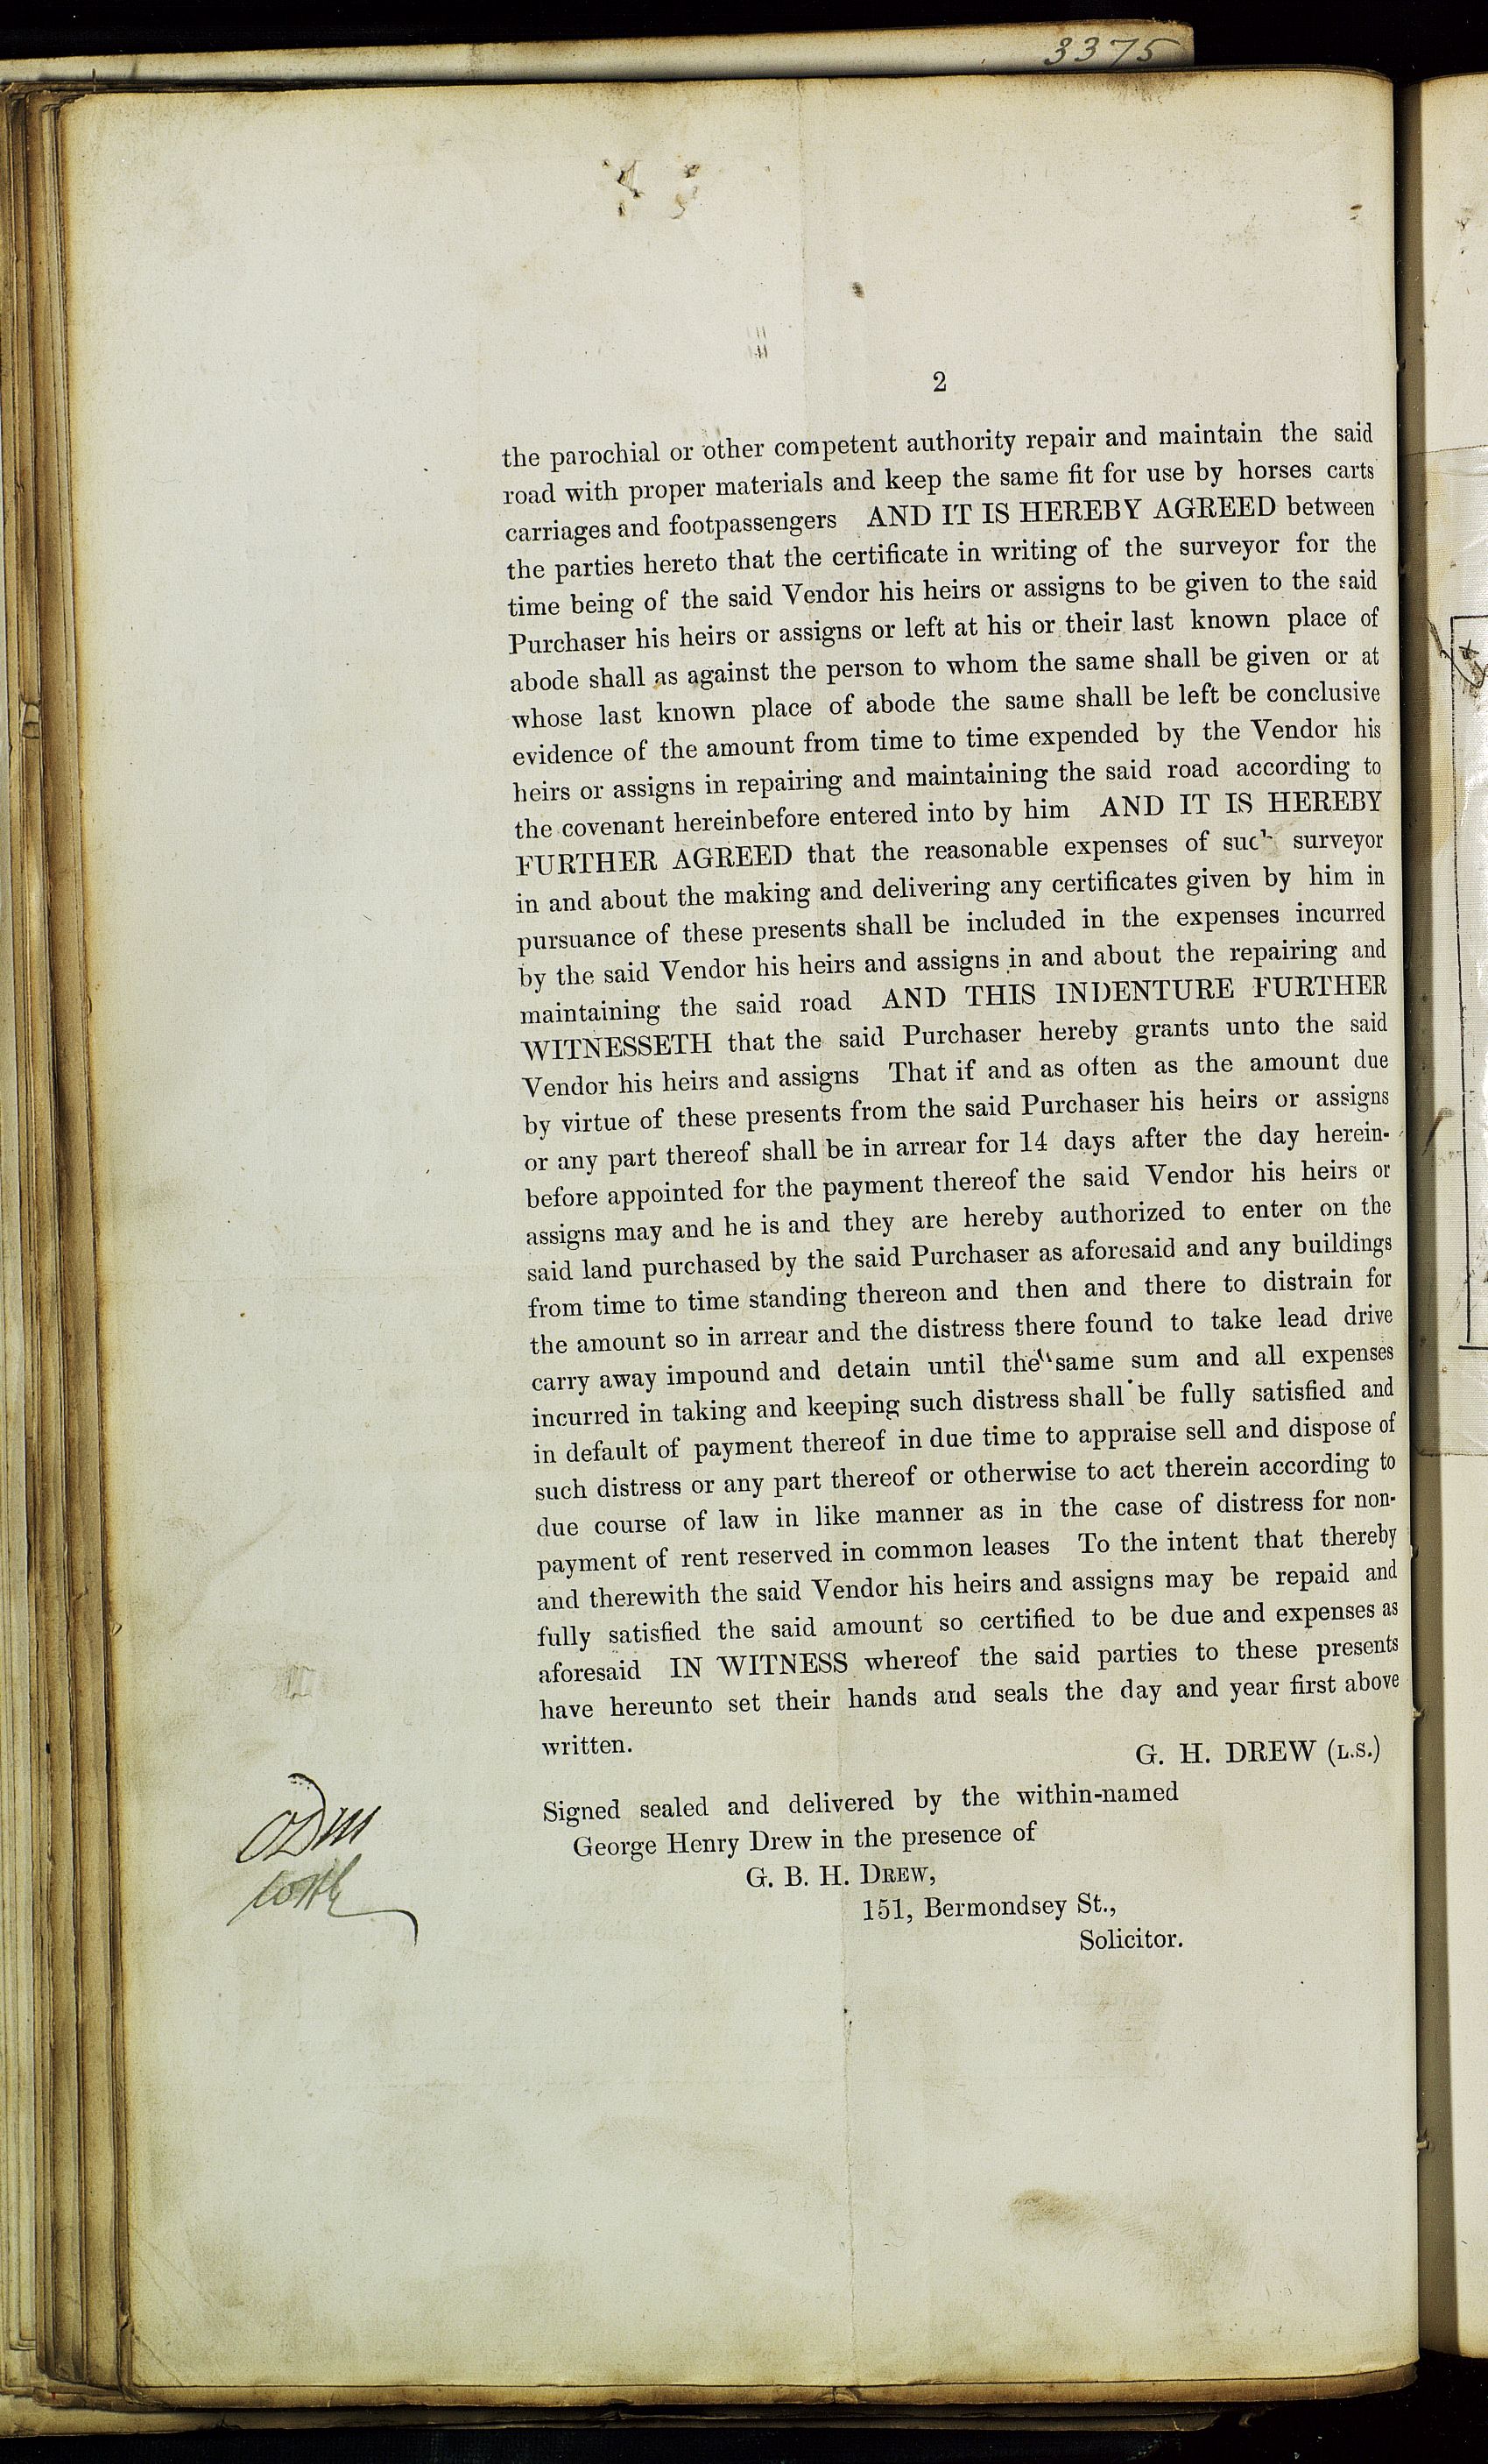 3375
2
the parochial or other competent authority repair and maintain the said
road with proper materials and keep the same fit for use by horses carts
carriages and footpassengers AND IT IS HEREBY AGREED between
the parties hereto that the certificate in writing of the surveyor for the
time being of the said Vendor his heirs or assigns to be given to the said
Purchaser his heirs or assigns or left at his or their last known place of
abode shall as against the person to whom the same shall be given or at
whose last known place of abode the same shall be left be conclusive
evidence of the amount from time to time expended by the Vendor his
heirs or assigns in repairing and maintaining the said road according to
the covenant hereinbefore entered into by him AND IT IS HEREBY
FURTHER AGREED that the reasonable expenses of such surveyor
in and about the making and delivering any certificates given by him in
pursuance of these presents shall be included in the expenses incurred
by the said Vendor his heirs and assigns in and about the repairing and
maintaining the said road AND THIS INDENTURE FURTHER
WITNESSETH that the said Purchaser hereby grants unto the said
Vendor his heirs and assigns That if and as often as the amount due
by virtue of these presents from the said Purchaser his heirs or assigns
or any part thereof shall be in arrear for 14 days after the day herein-
before appointed for the payment thereof the said Vendor his heirs or
assigns may and he is and they are hereby authorized to enter on the
said land purchased by the said Purchaser as aforesaid and any buildings
from time to time standing thereon and then and there to distrain for
the amount so in arrear and the distress there found to take lead drive
carry away impound and detain until the same sum and all expenses
incurred in taking and keeping such distress shall be fully satisfied and
in default of payment thereof in due time to appraise sell and dispose of
such distress or any part thereof or otherwise to act therein according to
due course of law in like manner as in the case of distress for non-
payment of rent reserved in common leases To the intent that thereby
and therewith the said Vendor his heirs and assigns may be repaid and
fully satisfied the said amount so certified to be due and expenses as
aforesaid IN WITNESS whereof the said parties to these presents
have hereunto set their hands and seals the day and year first above
written.
G. H. DREW (L.S.)
Signed sealed and delivered by the within-named
George Henry Drew in the presence of
G. B. H. DREW,
151, Bermondsey St.,
Solicitor.